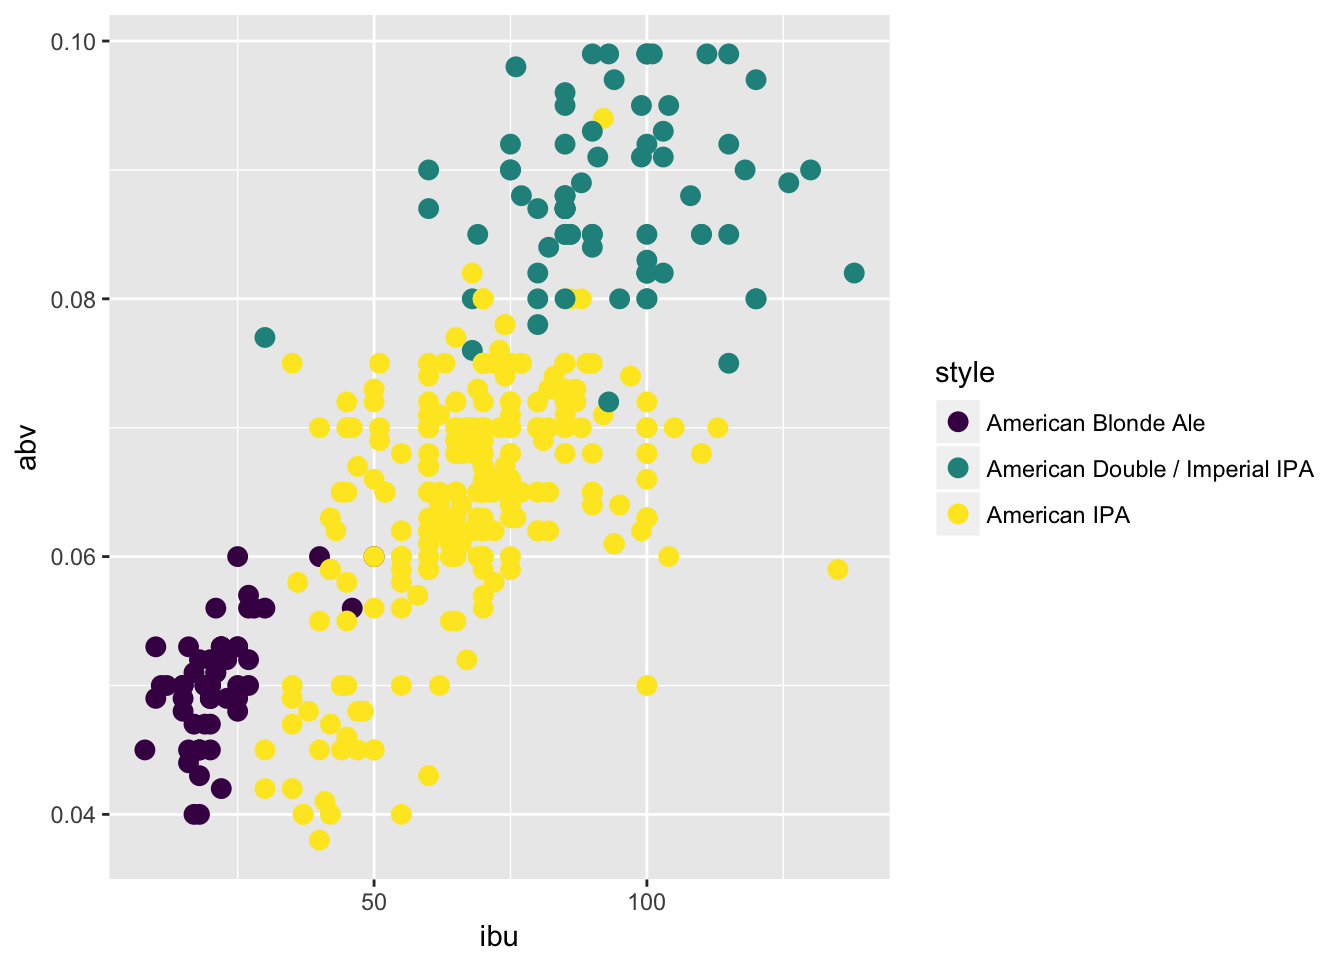 0.10
0.08
0.06
0.04
abv
50
100
ibu
style
American Blonde Ale
American Double / Imperial IPA
American IPA